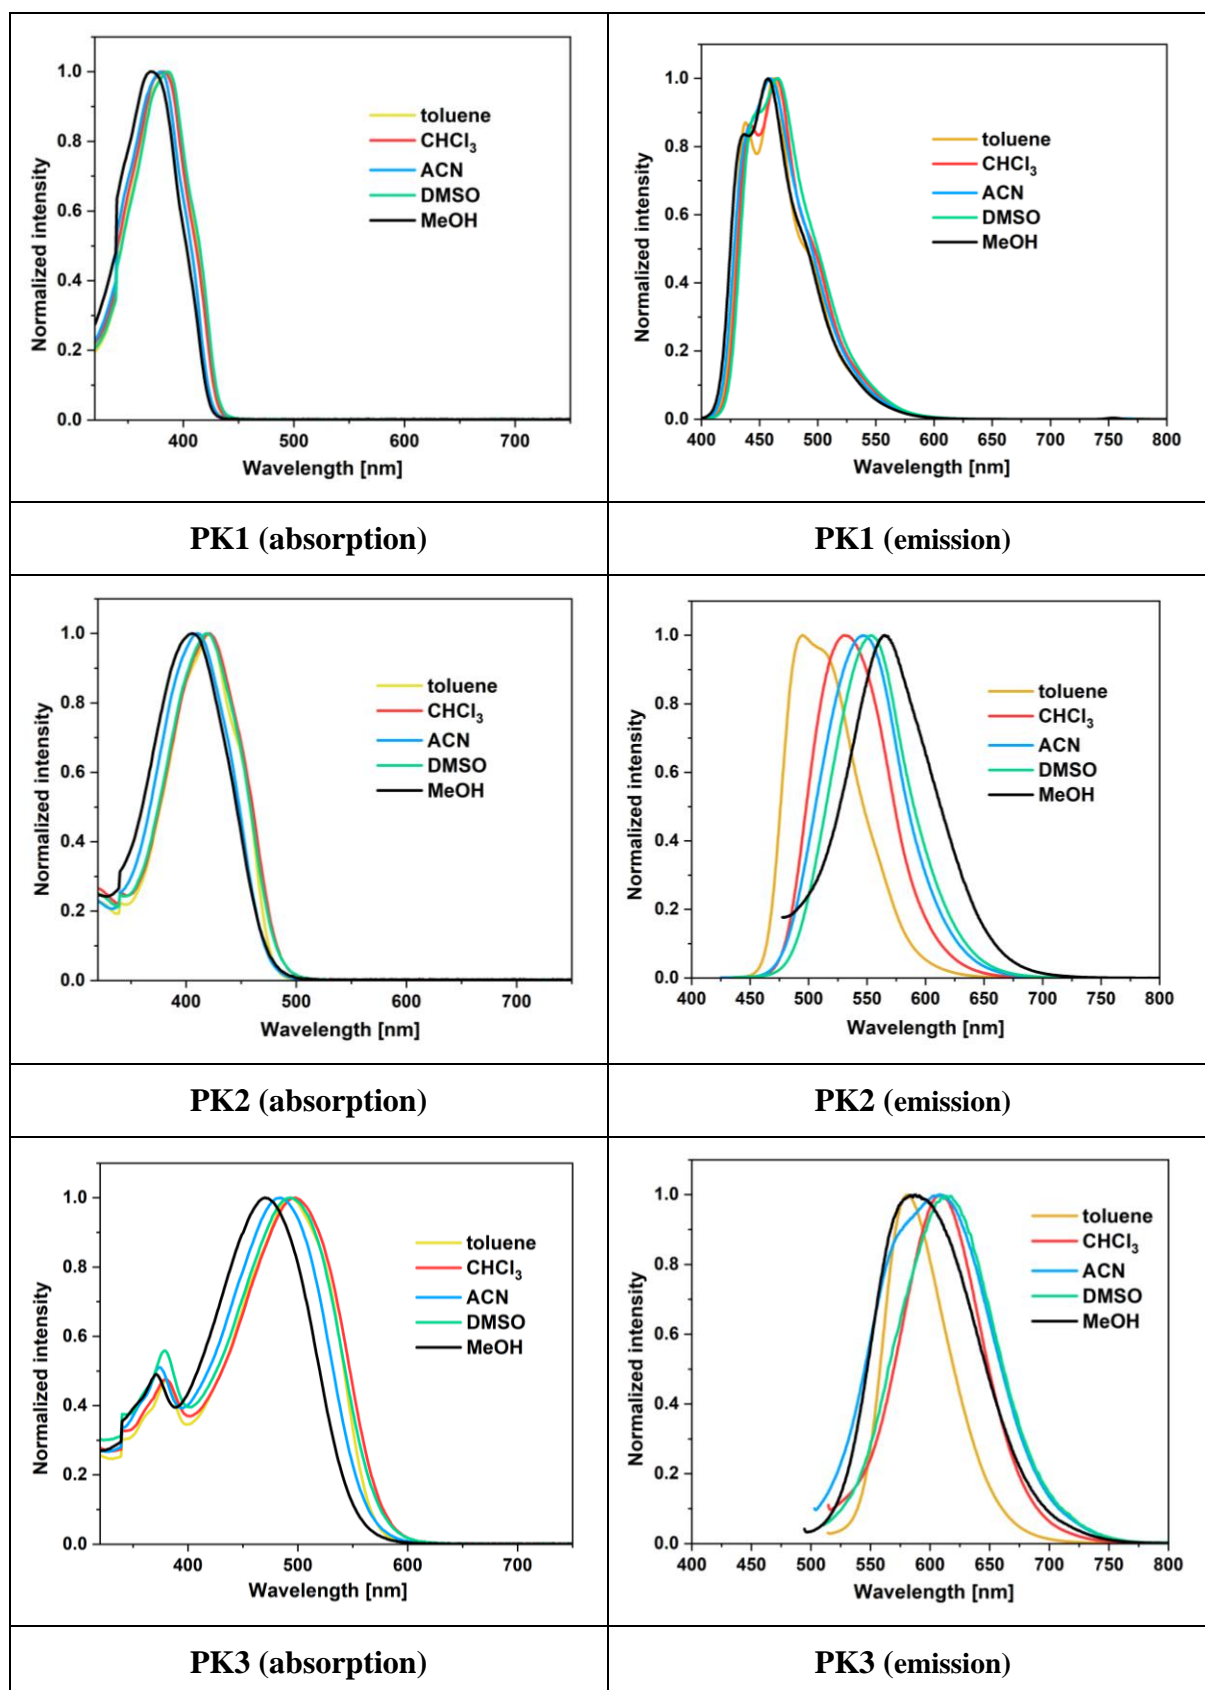 1.0
0.8
0.6
0.4
0.2
0.0
Normalized intensity
toluene
CHCl₃
ACN
DMSO
MeOH
400 500 600 700
Wavelength [nm]
1.0
0.8
0.6
0.4
0.2
0.0
Normalized intensity
toluene
CHCl₃
ACN
DMSO
MeOH
400 450 500 550 600 650 700 750 800
Wavelength [nm]
PK1 (absorption)
PK1 (emission)
1.0
0.8
0.6
0.4
0.2
0.0
Normalized intensity
toluene
CHCl₃
ACN
DMSO
MeOH
400 500 600 700
Wavelength [nm]
1.0
0.8
0.6
0.4
0.2
0.0
Normalized intensity
toluene
CHCl₃
ACN
DMSO
MeOH
400 450 500 550 600 650 700 750 800
Wavelength [nm]
PK2 (absorption)
PK2 (emission)
1.0
0.8
0.6
0.4
0.2
0.0
Normalized intensity
toluene
CHCl₃
ACN
DMSO
MeOH
400 500 600 700
Wavelength [nm]
1.0
0.8
0.6
0.4
0.2
0.0
Normalized intensity
toluene
CHCl₃
ACN
DMSO
MeOH
400 450 500 550 600 650 700 750 800
Wavelength [nm]
PK3 (absorption)
PK3 (emission)